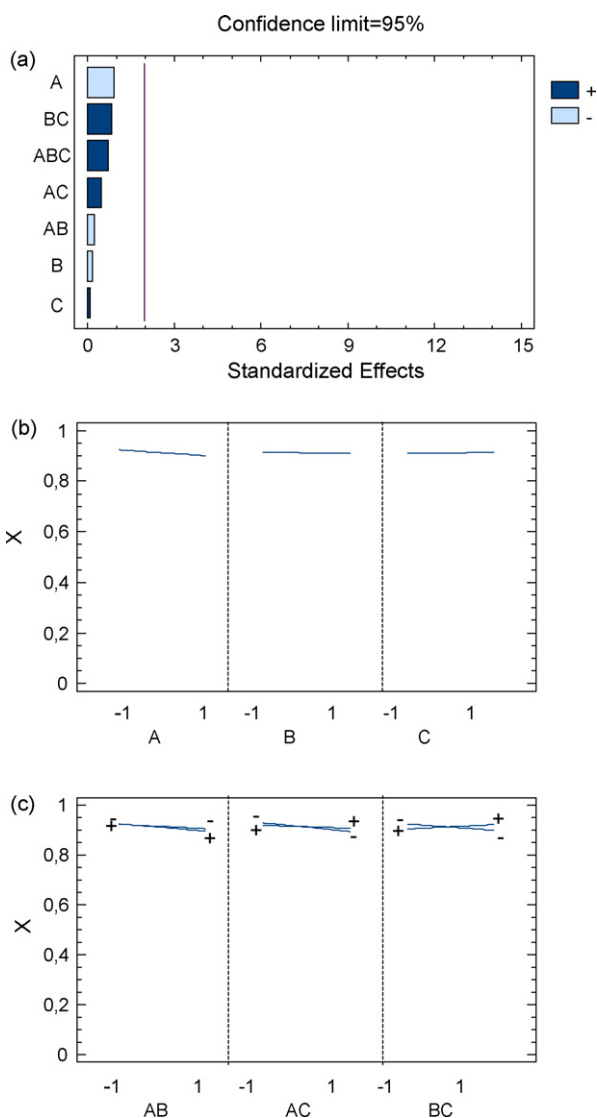 Confidence limit=95%
(a)
A
BC
ABC
AC
AB
B
C
+
-
0 3 6 9 12 15
Standardized Effects
(b)
1
0,8
0,6
0,4
0,2
0
X
-1 1 -1 1 -1 1
A B C
(c)
1
0,8
0,6
0,4
0,2
0
X
- - - + - +
+ + + - + -
-1 1 -1 1 -1 1
AB AC BC